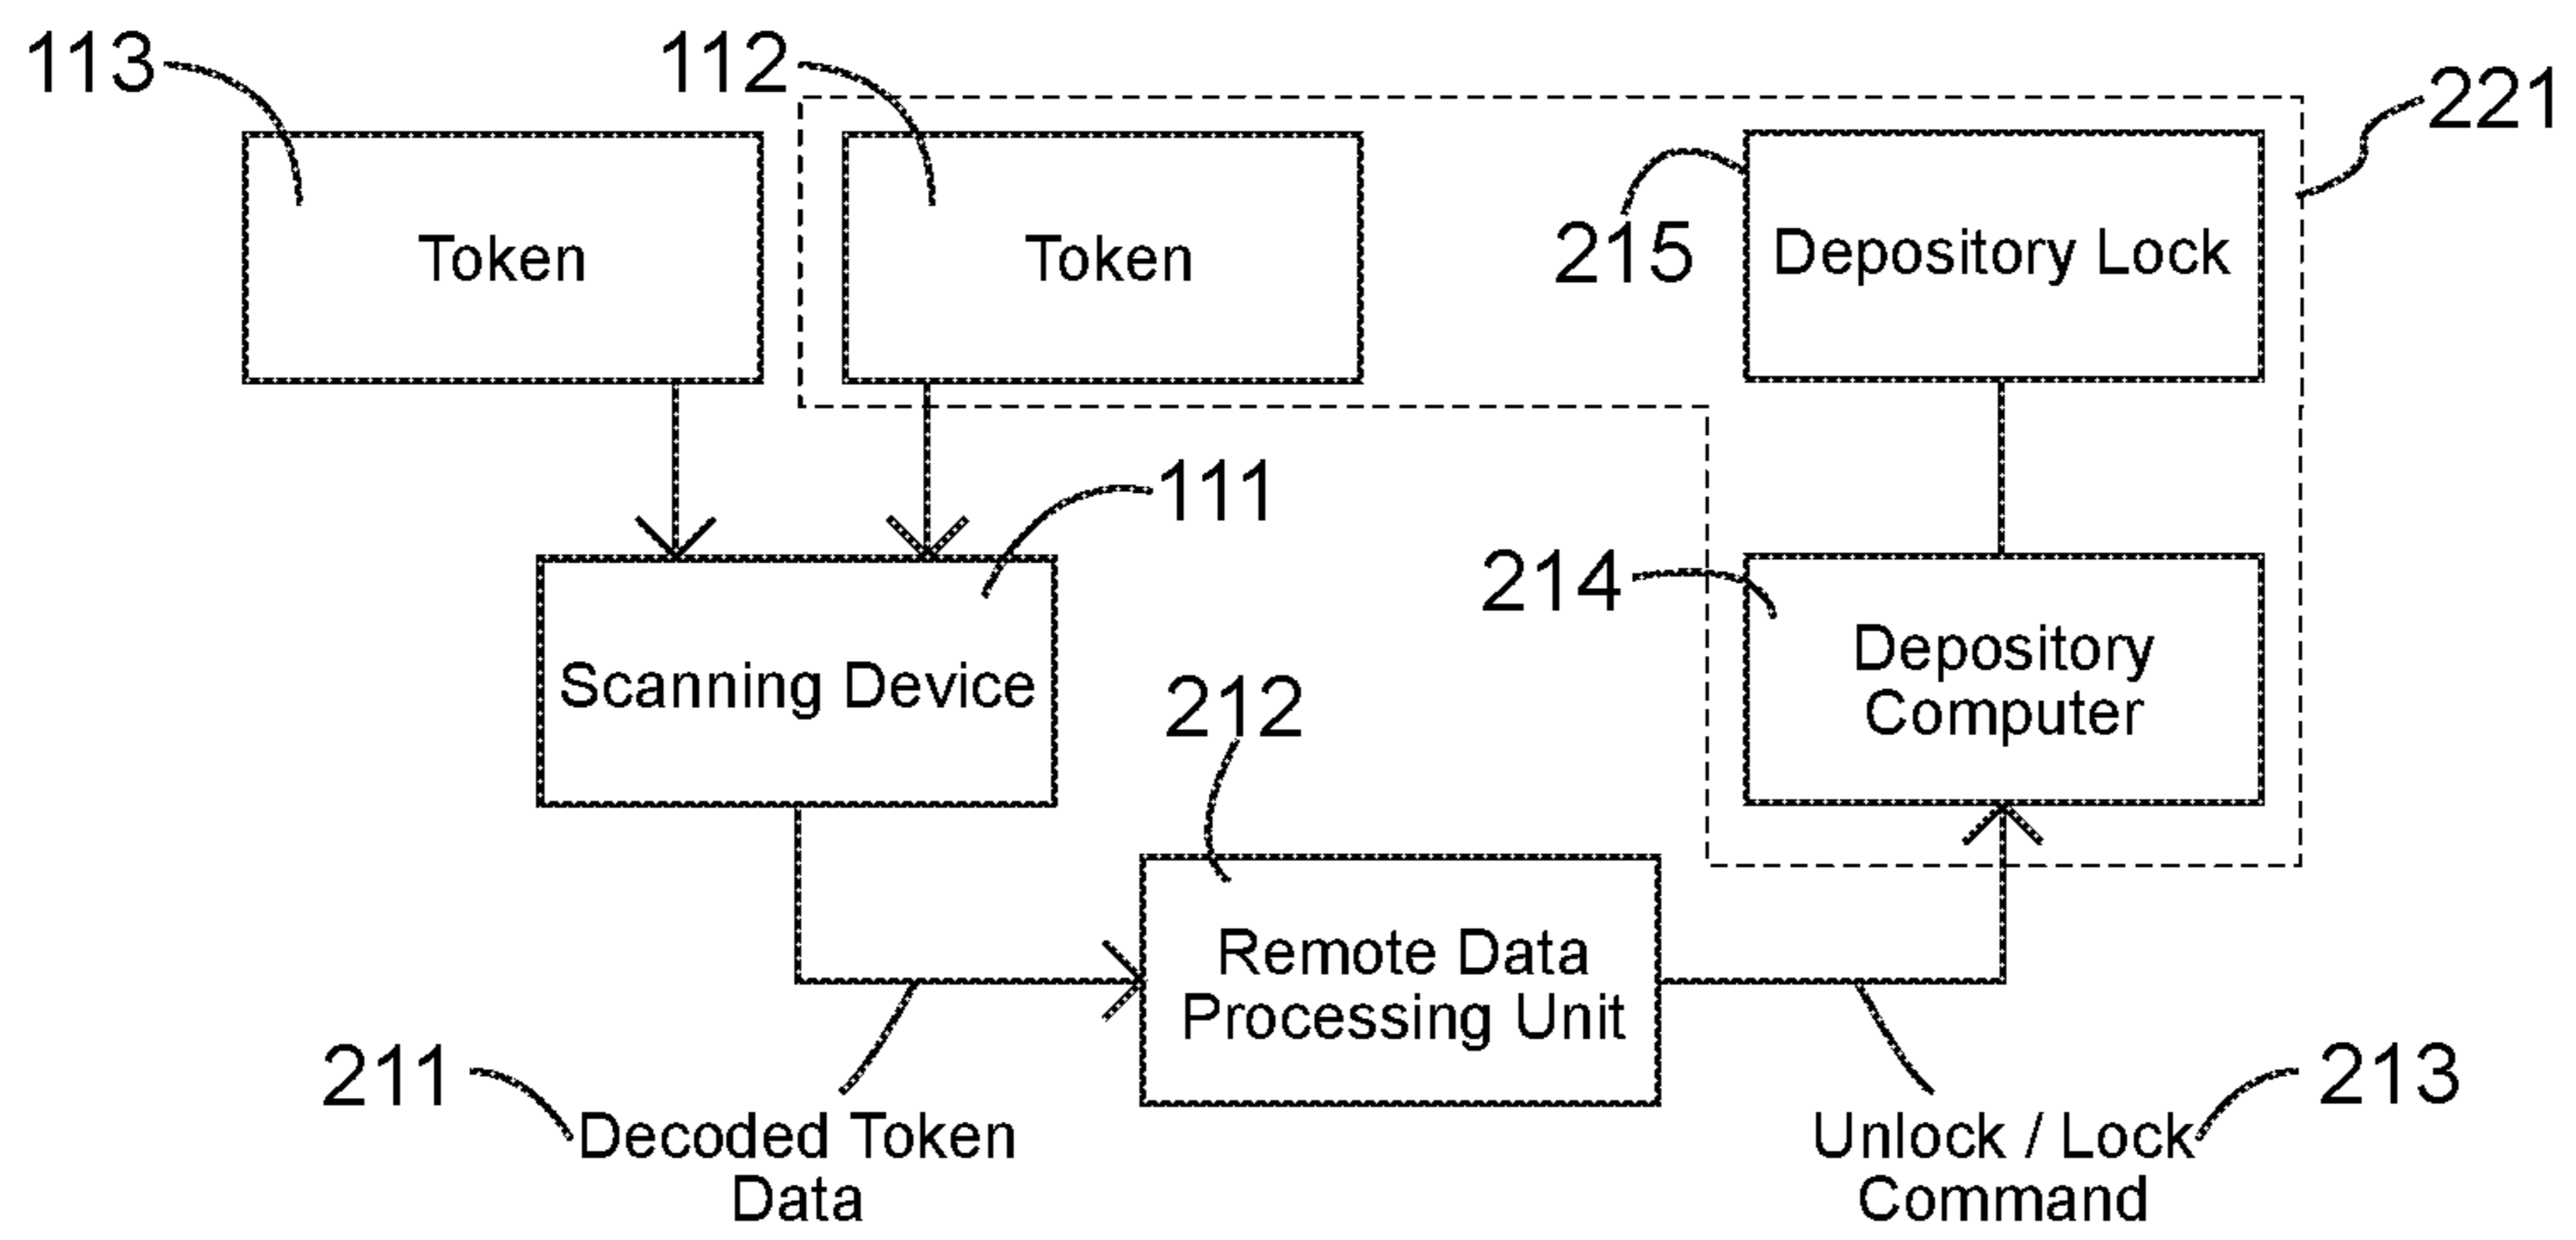 113
112
221
Token
Token
215
Depository Lock
111
214
Scanning Device
Depository
Computer
212
Remote Data
Processing Unit
211
Decoded Token
Data
213
Unlock / Lock
Command